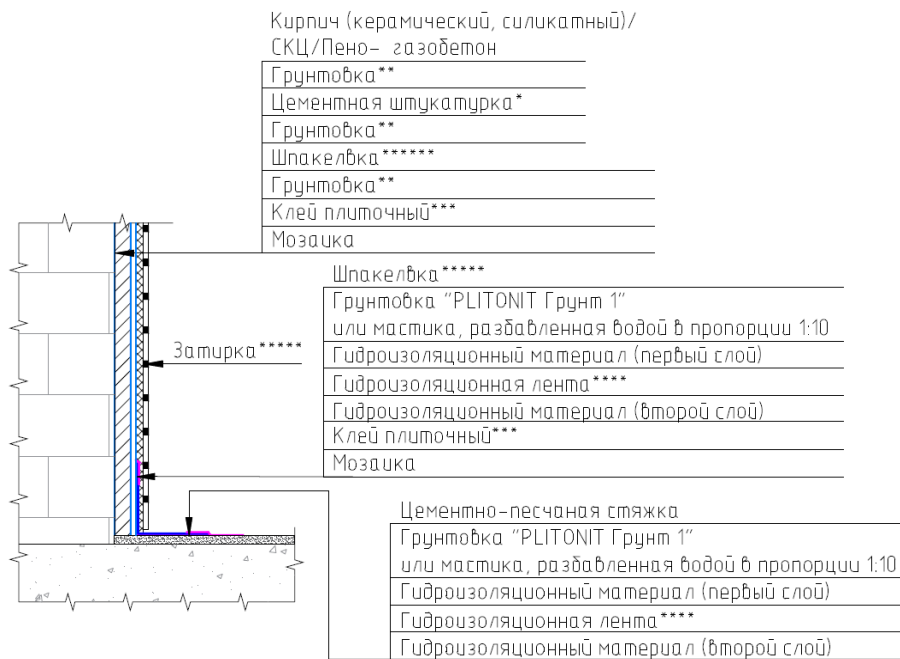 Кирпич (керамический, силикатный)/
СКЦ/Пено- газобетон
Грунтовка**
Цементная штукатурка*
Грунтовка**
Шпакелвка******
Грунтовка**
Клей плиточный***
Мозаика
Шпакелвка*****
Грунтовка "PLITONIT Грунт 1"
или мастика, разбавленная водой в пропорции 1:10
Гидроизоляционный материал (первый слой)
Гидроизоляционная лента****
Гидроизоляционный материал (второй слой)
Клей плиточный***
Мозаика
Затирка*****
Цементно-песчаная стяжка
Грунтовка "PLITONIT Грунт 1"
или мастика, разбавленная водой в пропорции 1:10
Гидроизоляционный материал (первый слой)
Гидроизоляционная лента****
Гидроизоляционный материал (второй слой)